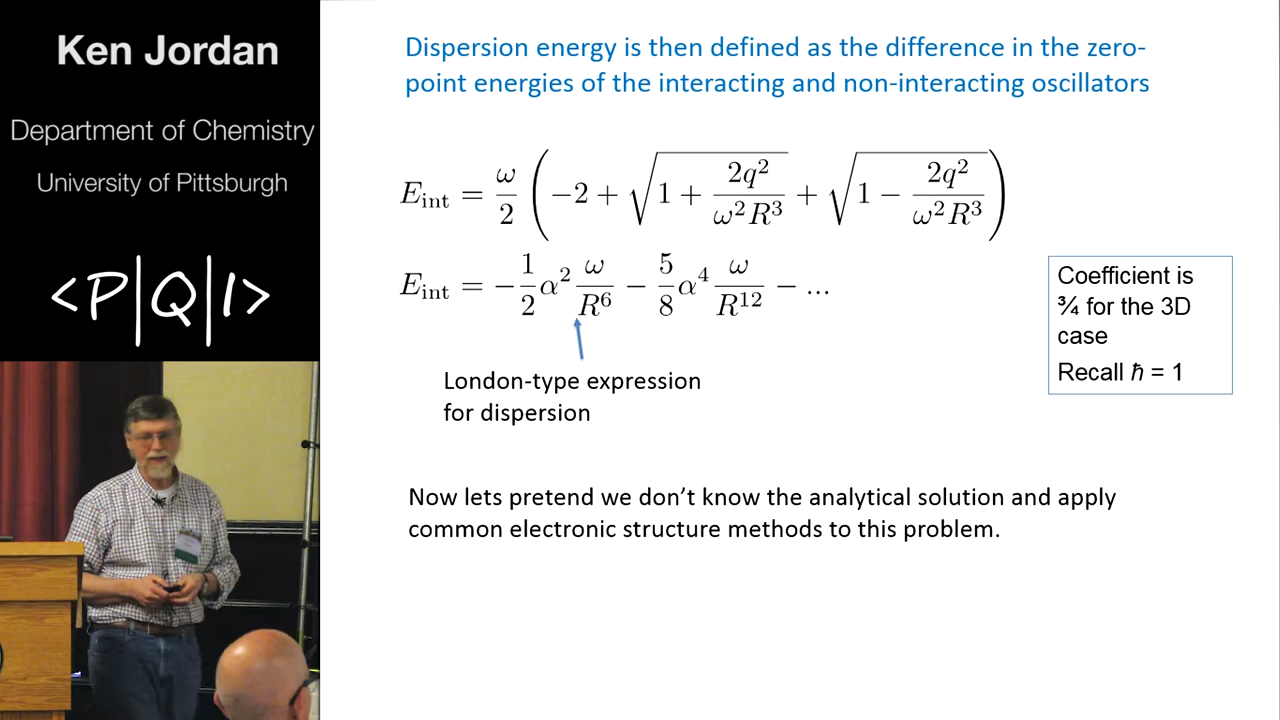 Ken Jordan
Department of Chemistry
University of Pittsburgh
<P|Q|I>
Dispersion energy is then defined as the difference in the zero-
point energies of the interacting and non-interacting oscillators
E_int = ω/2 ( −2 + √(1 + 2q²/(ω²R³)) + √(1 − 2q²/(ω²R³)) )
E_int = − 1/2 α² ω/R⁶ − 5/8 α⁴ ω/R¹² − ...
Coefficient is
¾ for the 3D
case
Recall ℏ = 1
London-type expression
for dispersion
Now lets pretend we don’t know the analytical solution and apply
common electronic structure methods to this problem.